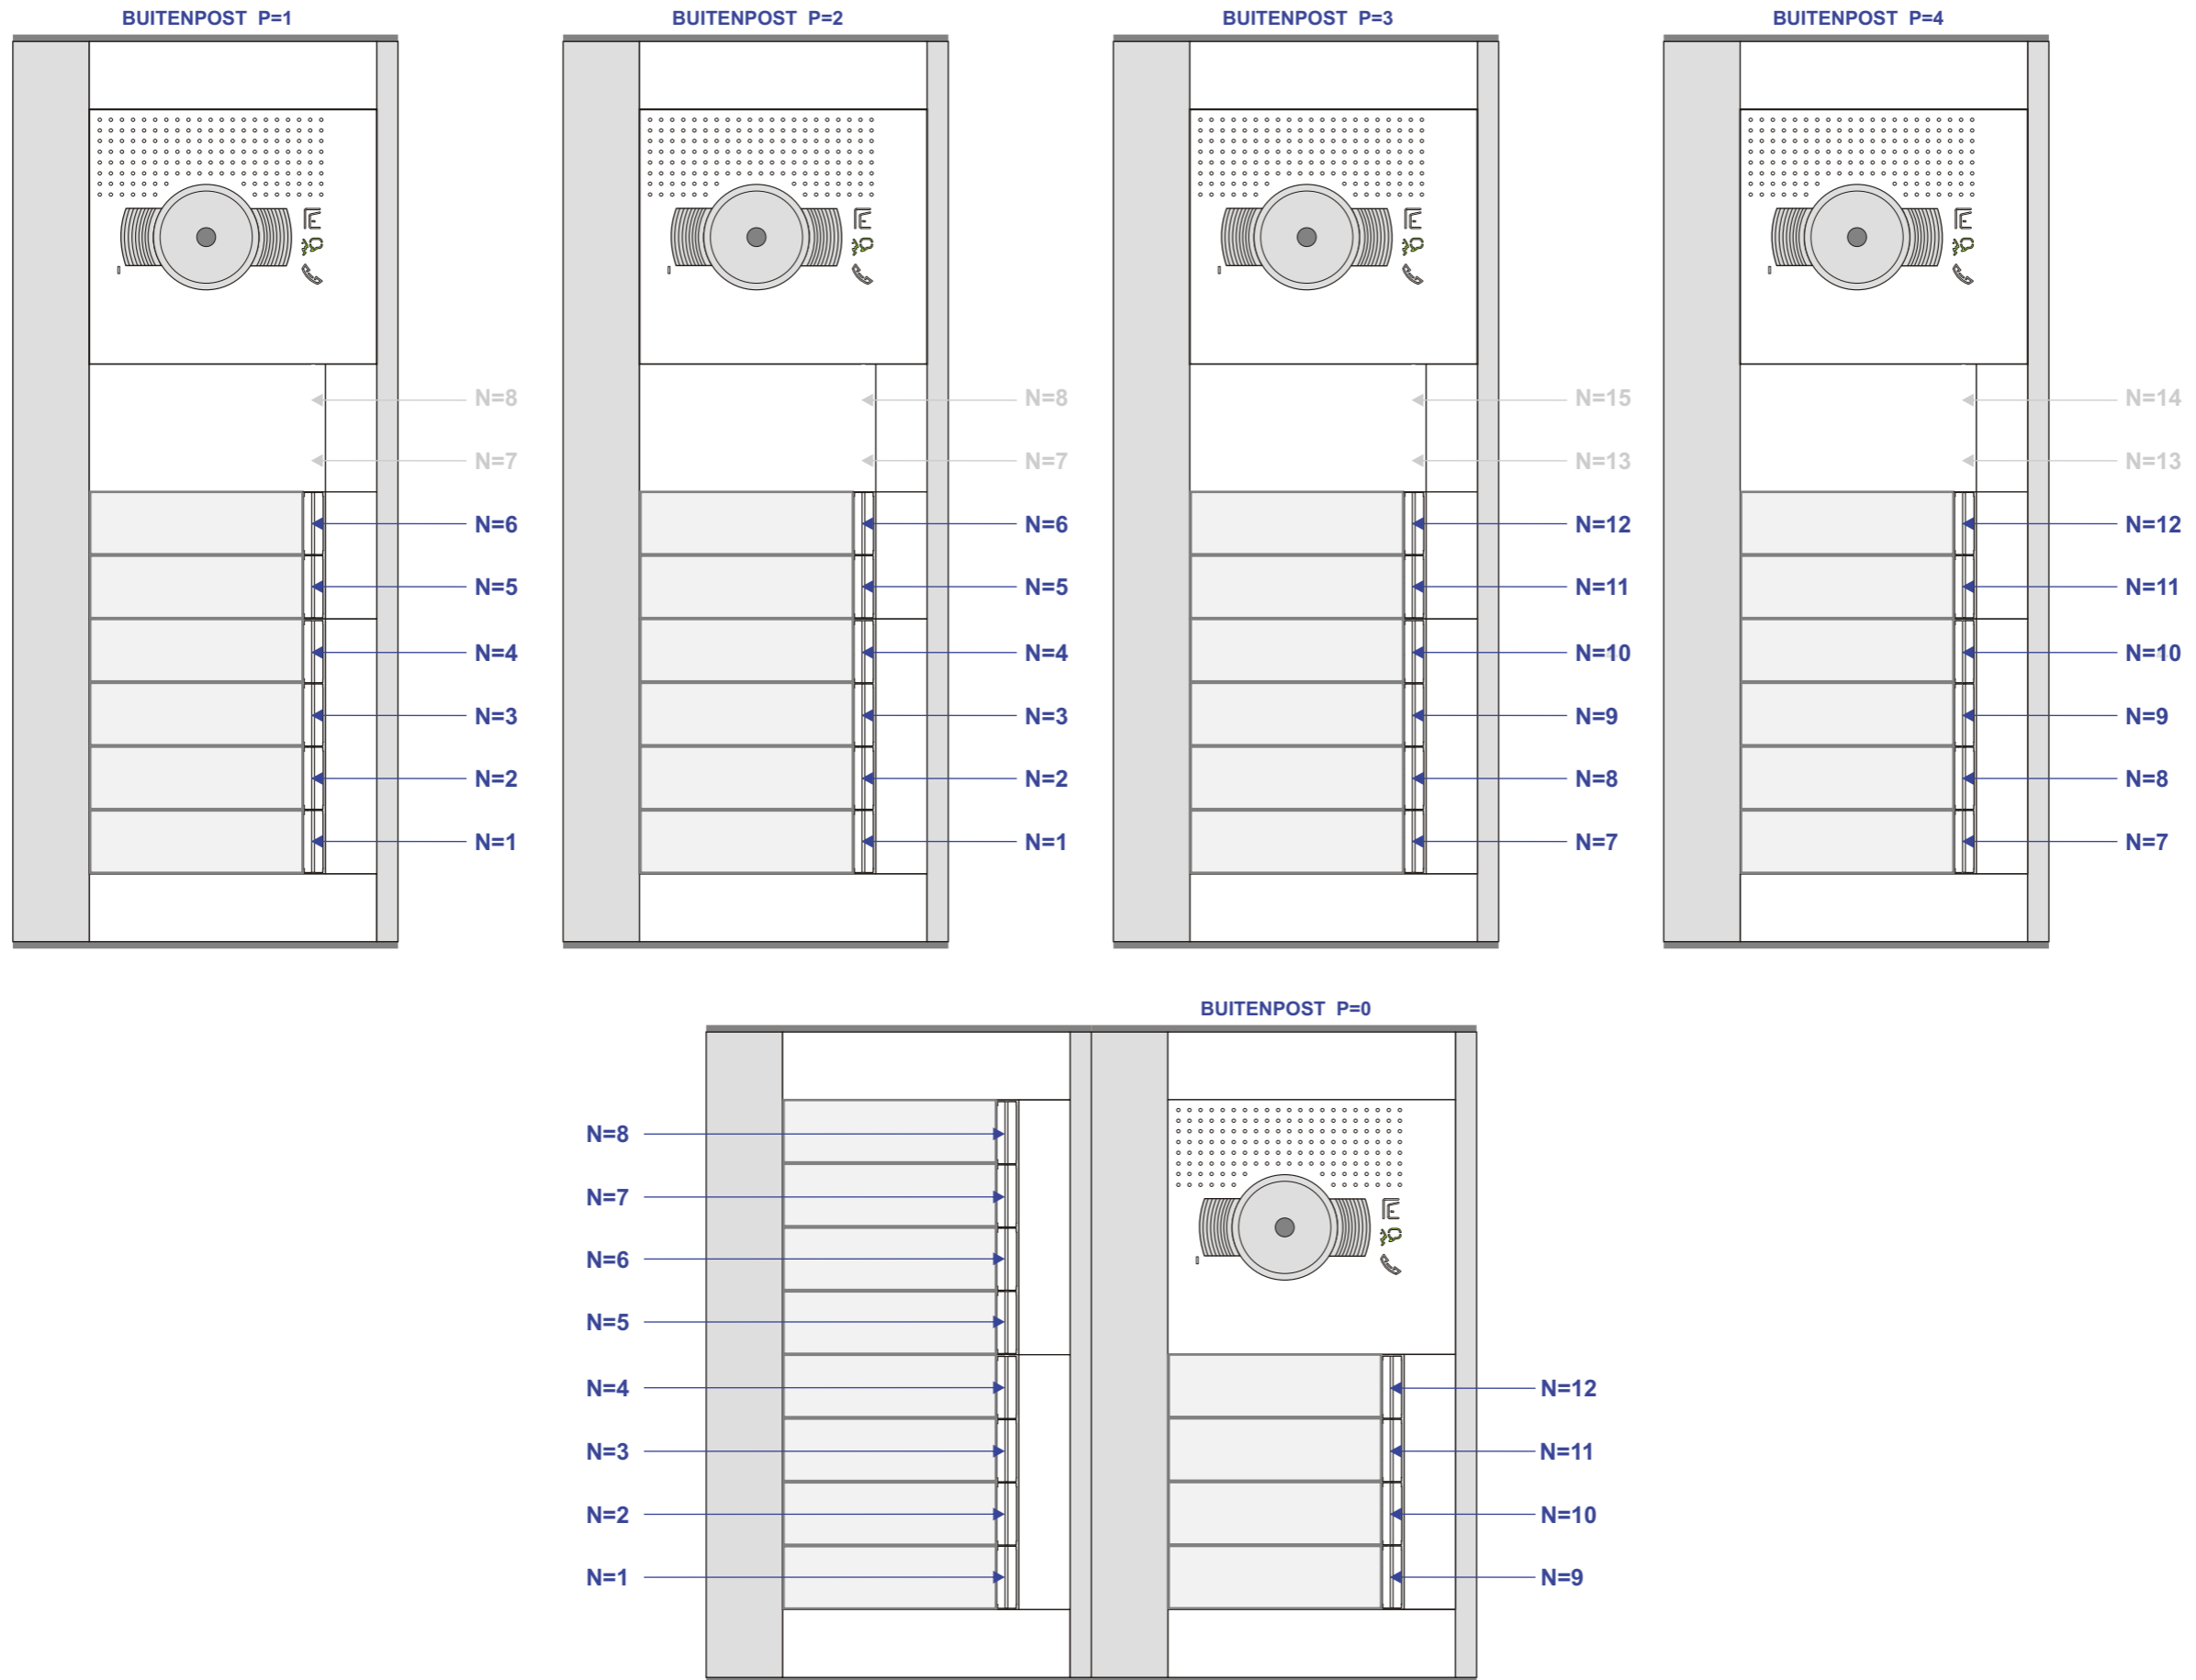 BUITENPOST P=1
N=8
N=7
N=6
N=5
N=4
N=3
N=2
N=1
BUITENPOST P=2
N=8
N=7
N=6
N=5
N=4
N=3
N=2
N=1
BUITENPOST P=3
N=15
N=13
N=12
N=11
N=10
N=9
N=8
N=7
BUITENPOST P=4
N=14
N=13
N=12
N=11
N=10
N=9
N=8
N=7
BUITENPOST P=0
N=8
N=7
N=6
N=5
N=4
N=3
N=2
N=1
N=12
N=11
N=10
N=9